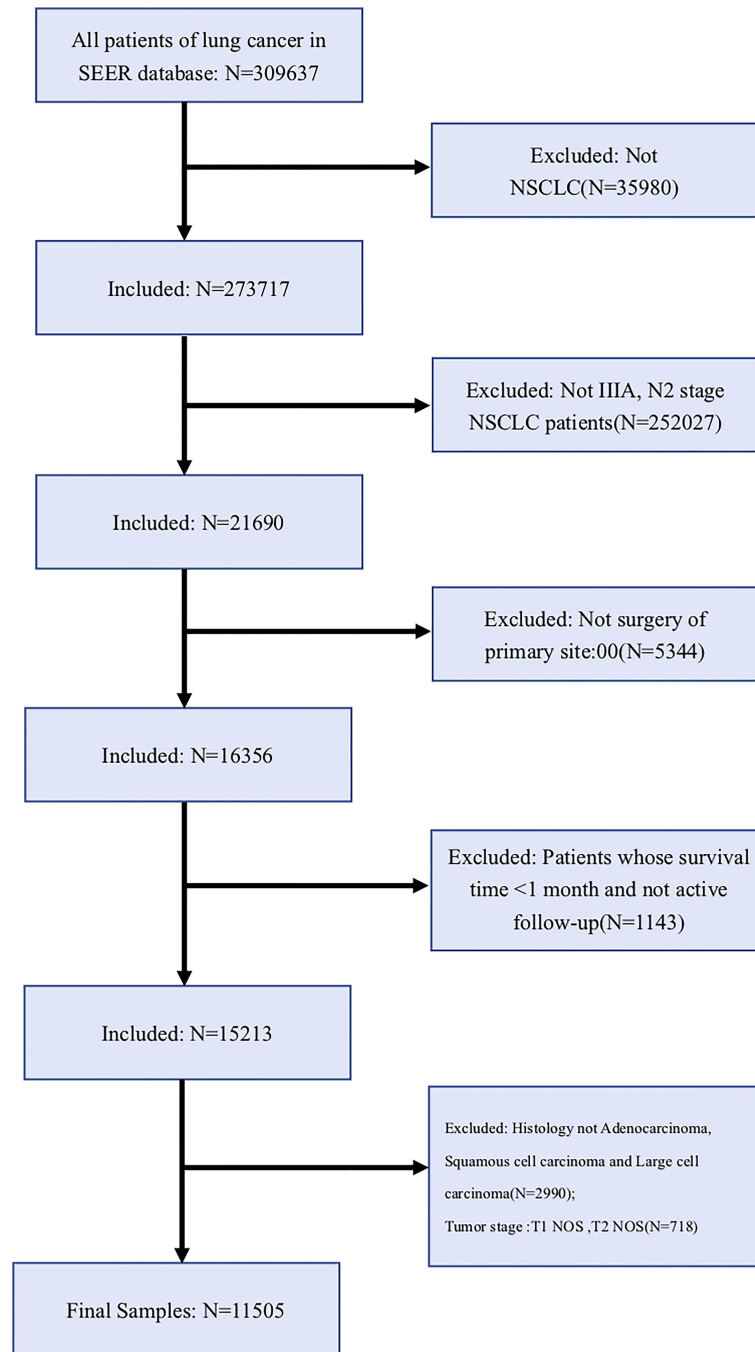 All patients of lung cancer in
SEER database: N=309637
Excluded: Not
NSCLC(N=35980)
Included: N=273717
Excluded: Not IIIA, N2 stage
NSCLC patients(N=252027)
Included: N=21690
Excluded: Not surgery of
primary site:00(N=5344)
Included: N=16356
Excluded: Patients whose survival
time <1 month and not active
follow-up(N=1143)
Included: N=15213
Excluded: Histology not Adenocarcinoma,
Squamous cell carcinoma and Large cell
carcinoma(N=2990);
Tumor stage :T1 NOS ,T2 NOS(N=718)
Final Samples: N=11505